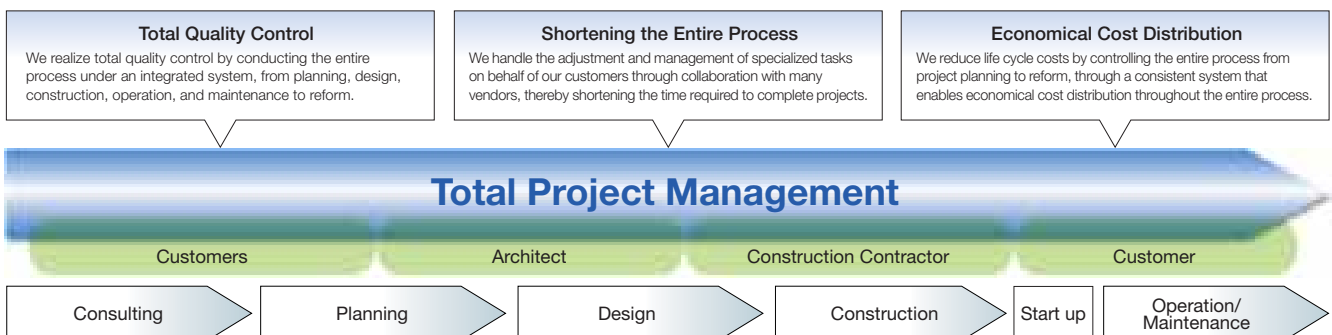 Total Quality Control
We realize total quality control by conducting the entire
process under an integrated system, from planning, design,
construction, operation, and maintenance to reform.
Shortening the Entire Process
We handle the adjustment and management of specialized tasks
on behalf of our customers through collaboration with many
vendors, thereby shortening the time required to complete projects.
Economical Cost Distribution
We reduce life cycle costs by controlling the entire process from
project planning to reform, through a consistent system that
enables economical cost distribution throughout the entire process.
Total Project Management
Customers
Architect
Construction Contractor
Customer
Consulting
Planning
Design
Construction
Start up
Operation/
Maintenance